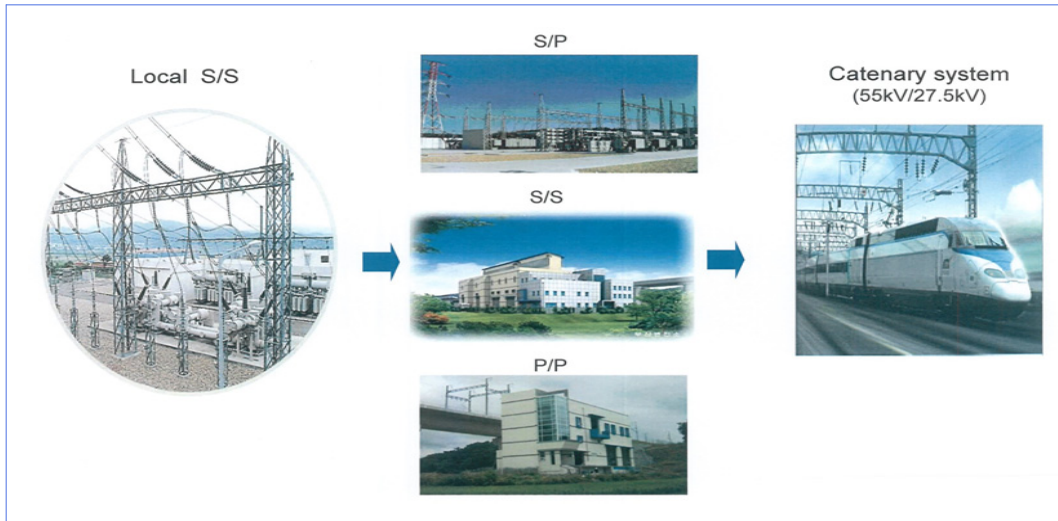 Local S/S
S/P
S/S
P/P
Catenary system
(55kV/27.5kV)